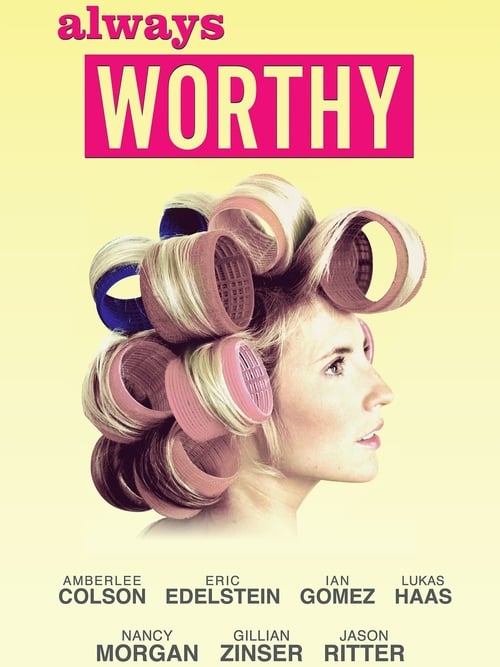 always
WORTHY
AMBERLEE COLSON ERIC EDELSTEIN IAN GOMEZ LUKAS HAAS
NANCY MORGAN GILLIAN ZINSER JASON RITTER